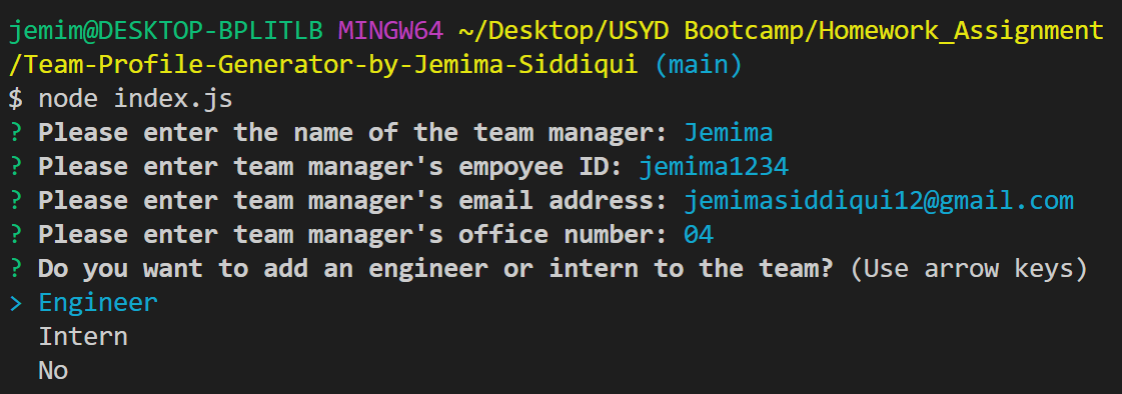 jemim@DESKTOP-BPLITLB MINGW64 ~/Desktop/USYD Bootcamp/Homework_Assignment
/Team-Profile-Generator-by-Jemima-Siddiqui (main)
$ node index.js
? Please enter the name of the team manager: Jemima
? Please enter team manager's empoyee ID: jemima1234
? Please enter team manager's email address: jemimasiddiqui12@gmail.com
? Please enter team manager's office number: 04
? Do you want to add an engineer or intern to the team? (Use arrow keys)
> Engineer
  Intern
  No